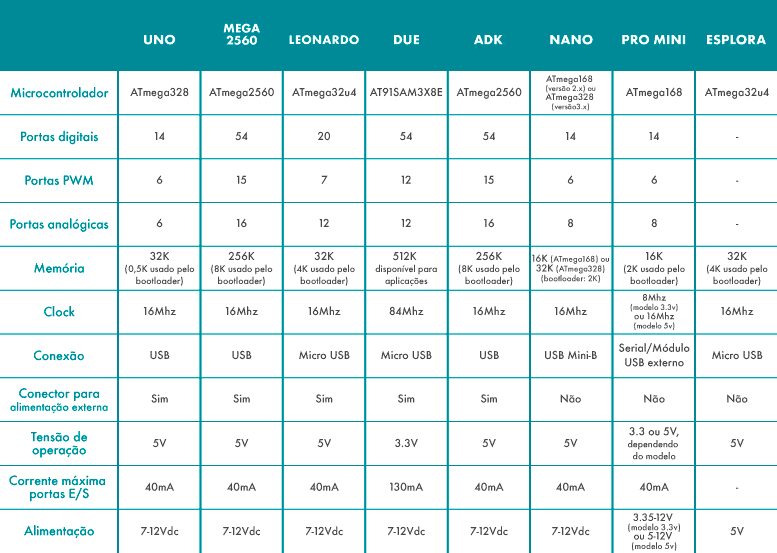 UNO MEGA 2560 LEONARDO DUE ADK NANO PRO MINI ESPLORA
Microcontrolador ATmega328 ATmega2560 ATmega32u4 AT91SAM3X8E ATmega2560 ATmega168 (versão 2.x) ou ATmega328 (versão3.x) ATmega168 ATmega32u4
Portas digitais 14 54 20 54 54 14 14 -
Portas PWM 6 15 7 12 15 6 6 -
Portas analógicas 6 16 12 12 16 8 8 -
Memória 32K (0,5K usado pelo bootloader) 256K (8K usado pelo bootloader) 32K (4K usado pelo bootloader) 512K disponível para aplicações 256K (8K usado pelo bootloader) 16K (ATmega168) ou 32K (ATmega328) (bootloader: 2K) 16K (2K usado pelo bootloader) 32K (4K usado pelo bootloader)
Clock 16Mhz 16Mhz 16Mhz 84Mhz 16Mhz 16Mhz 8Mhz (modelo 3.3v) ou 16Mhz (modelo 5v) 16Mhz
Conexão USB USB Micro USB Micro USB USB USB Mini-B Serial/Módulo USB externo Micro USB
Conector para alimentação externa Sim Sim Sim Sim Sim Não Não Não
Tensão de operação 5V 5V 5V 3.3V 5V 5V 3.3 ou 5V, dependendo do modelo 5V
Corrente máxima portas E/S 40mA 40mA 40mA 130mA 40mA 40mA 40mA -
Alimentação 7-12Vdc 7-12Vdc 7-12Vdc 7-12Vdc 7-12Vdc 7-12Vdc 3.35-12V (modelo 3.3v) ou 5-12V (modelo 5v) 5V